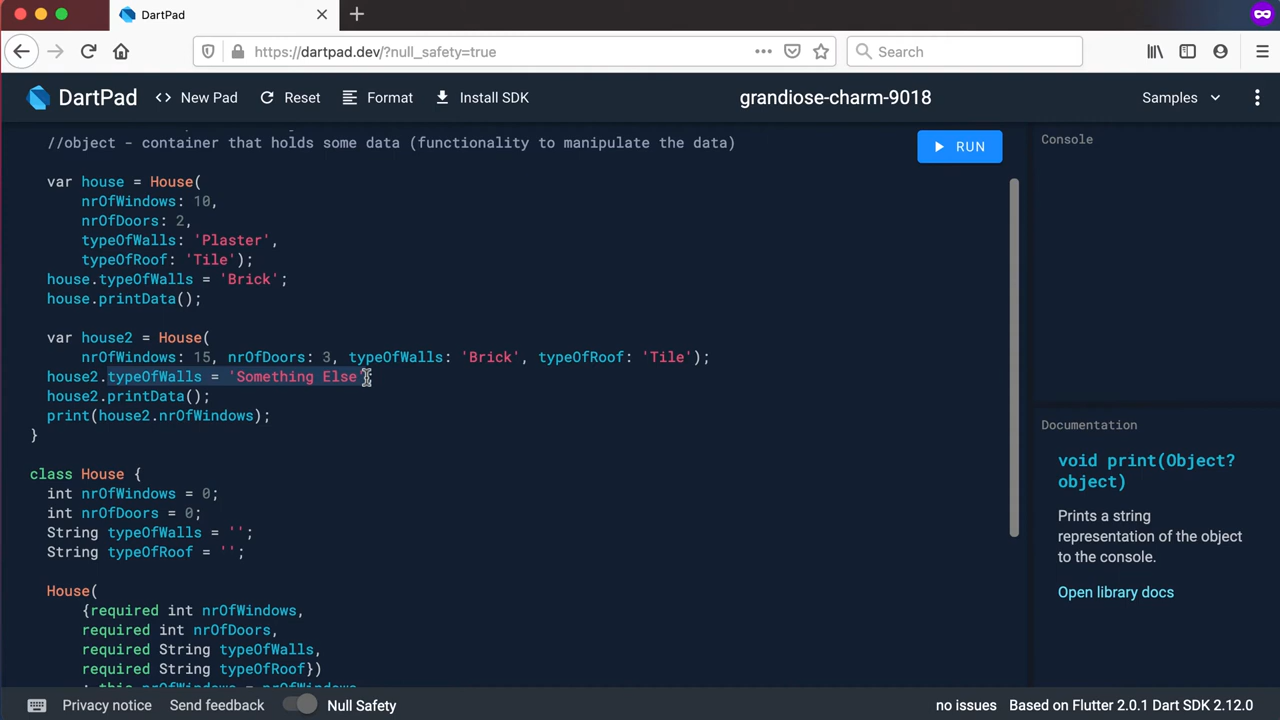 DartPad
https://dartpad.dev/?null_safety=true
Search
DartPad
<> New Pad
Reset
Format
Install SDK
grandiose-charm-9018
Samples
//object - container that holds some data (functionality to manipulate the data)
var house = House(
nrOfWindows: 10,
nrOfDoors: 2,
typeOfWalls: 'Plaster',
typeOfRoof: 'Tile');
house.typeOfWalls = 'Brick';
house.printData();
var house2 = House(
nrOfWindows: 15, nrOfDoors: 3, typeOfWalls: 'Brick', typeOfRoof: 'Tile');
house2.typeOfWalls = 'Something Else';
house2.printData();
print(house2.nrOfWindows);
}
class House {
int nrOfWindows = 0;
int nrOfDoors = 0;
String typeOfWalls = '';
String typeOfRoof = '';
House(
{required int nrOfWindows,
required int nrOfDoors,
required String typeOfWalls,
required String typeOfRoof})
: this.nrOfWindows = nrOfWindows
RUN
Console
Documentation
void print(Object?
object)
Prints a string
representation of the object
to the console.
Open library docs
Privacy notice
Send feedback
Null Safety
no issues
Based on Flutter 2.0.1 Dart SDK 2.12.0